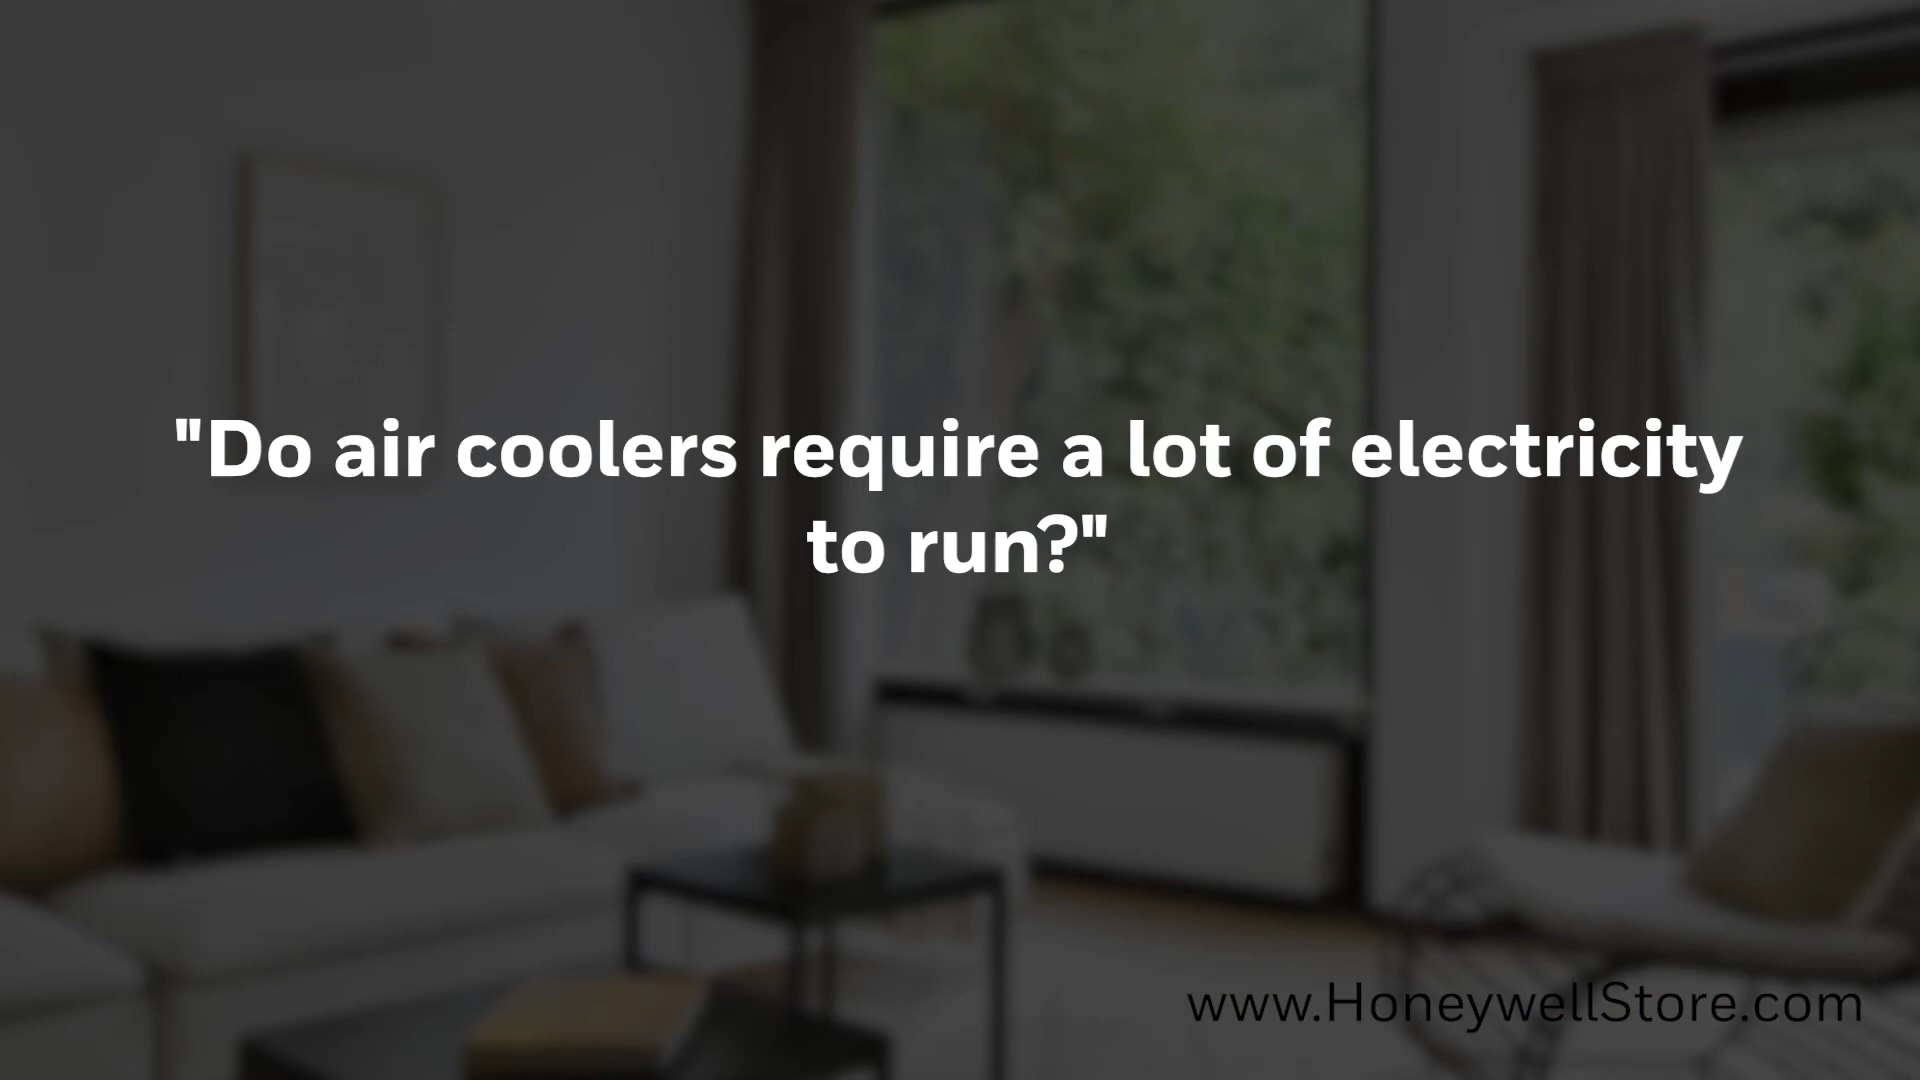 "Do air coolers require a lot of electricity
to run?"
www.HoneywellStore.com